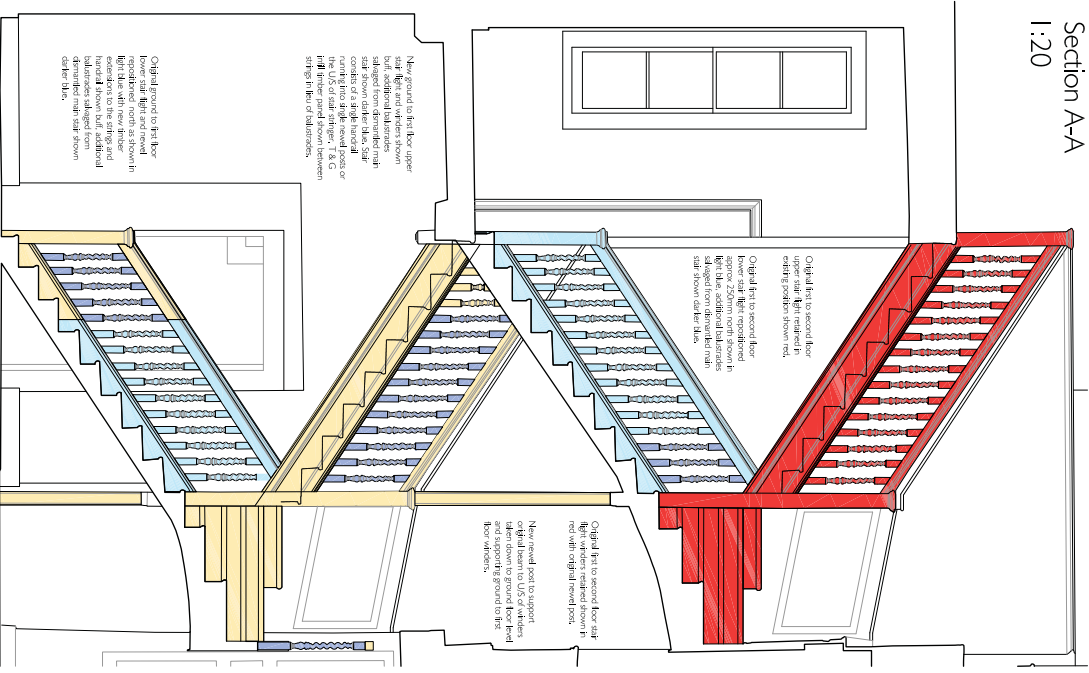 Section A-A
1:20
Original first to second floor
upper stair flight retained in
existing position shown red.
Original first to second floor
lower stair flight repositioned
approx 250mm north shown in
light blue, additional balustrades
salvaged from dismantled main
stair shown darker blue.
Original first to second floor stair
flight winders retained shown in
red with original newel post.
New newel post to support
original beam to U/S of winders
taken down to ground floor level
and supporting ground to first
floor winders.
New ground to first floor upper
stair flight and winders shown
buff, additional balustrades
salvaged from dismantled main
stair shown darker blue. Stair
consists of a single handrail
running into single newel posts or
the U/S of stair stringer. T & G
infill timber panel shown between
strings in lieu of balustrades.
Original ground to first floor
lower stair flight and newel
repositioned north as shown in
light blue with new timber
extensions to the strings and
handrail shown buff, additional
balustrades salvaged from
dismantled main stair shown
darker blue.